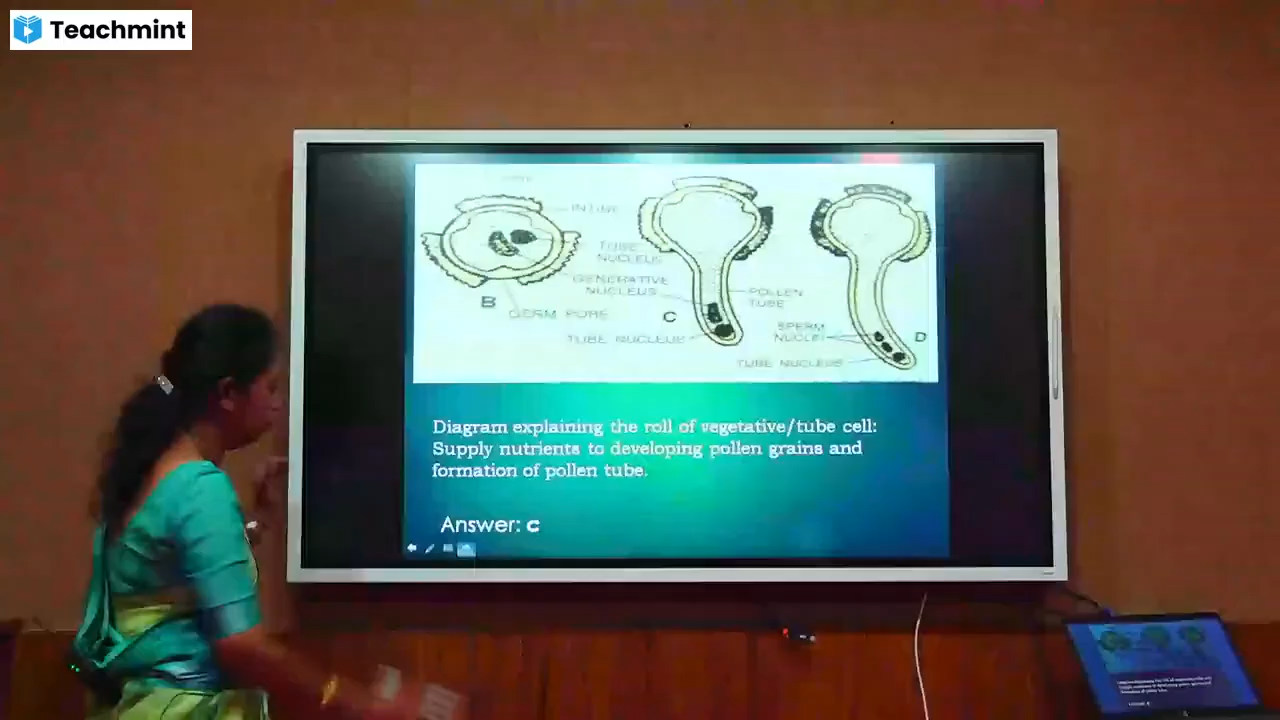 Teachmint
INTINE
TUBE
NUCLEUS
GENERATIVE
NUCLEUS
B
GERM PORE
C
POLLEN
TUBE
TUBE NUCLEUS
SPERM
NUCLEI
D
TUBE NUCLEUS
Diagram explaining the roll of vegetative/tube cell:
Supply nutrients to developing pollen grains and
formation of pollen tube.
Answer: c